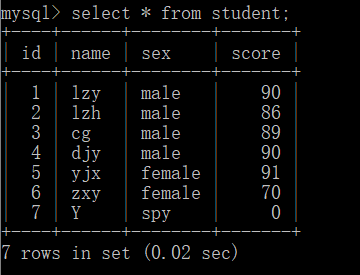 mysql> select * from student;
+----+------+--------+-------+
| id | name | sex    | score |
+----+------+--------+-------+
|  1 | lzy  | male   |    90 |
|  2 | lzh  | male   |    86 |
|  3 | cg   | male   |    89 |
|  4 | djy  | male   |    90 |
|  5 | yjx  | female |    91 |
|  6 | zxy  | female |    70 |
|  7 | Y    | spy    |     0 |
+----+------+--------+-------+
7 rows in set (0.02 sec)